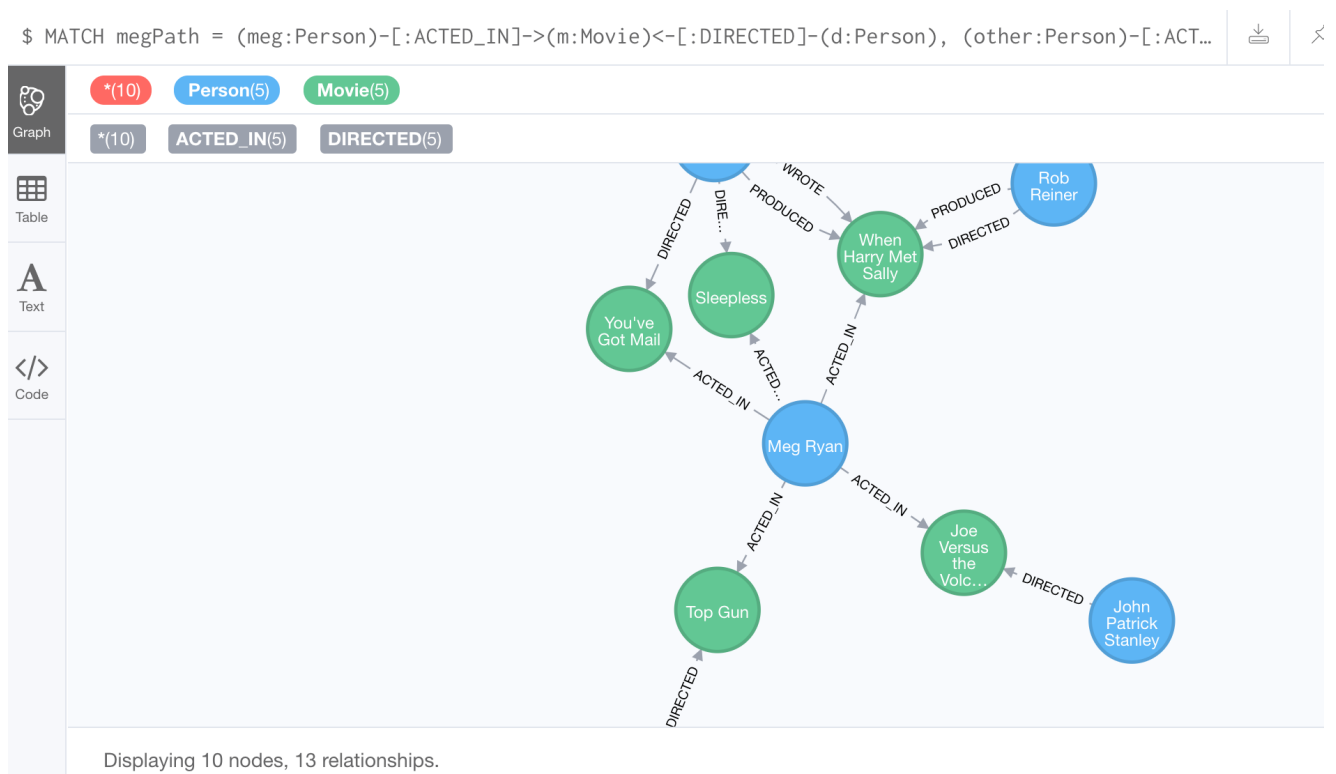 $ MATCH megPath = (meg:Person)-[:ACTED_IN]->(m:Movie)<-[:DIRECTED]-(d:Person), (other:Person)-[:ACT…
Graph
*(10) Person(5) Movie(5)
*(10) ACTED_IN(5) DIRECTED(5)
Table
Text
Code
WROTE
PRODUCED
DIRE…
DIRECTED
PRODUCED
DIRECTED
Rob
Reiner
When
Harry Met
Sally
Sleepless
You've
Got Mail
ACTED_IN
ACTED…
ACTED_IN
Meg Ryan
ACTED_IN
ACTED_IN
Joe
Versus
the
Volc…
DIRECTED
John
Patrick
Stanley
Top Gun
DIRECTED
Displaying 10 nodes, 13 relationships.